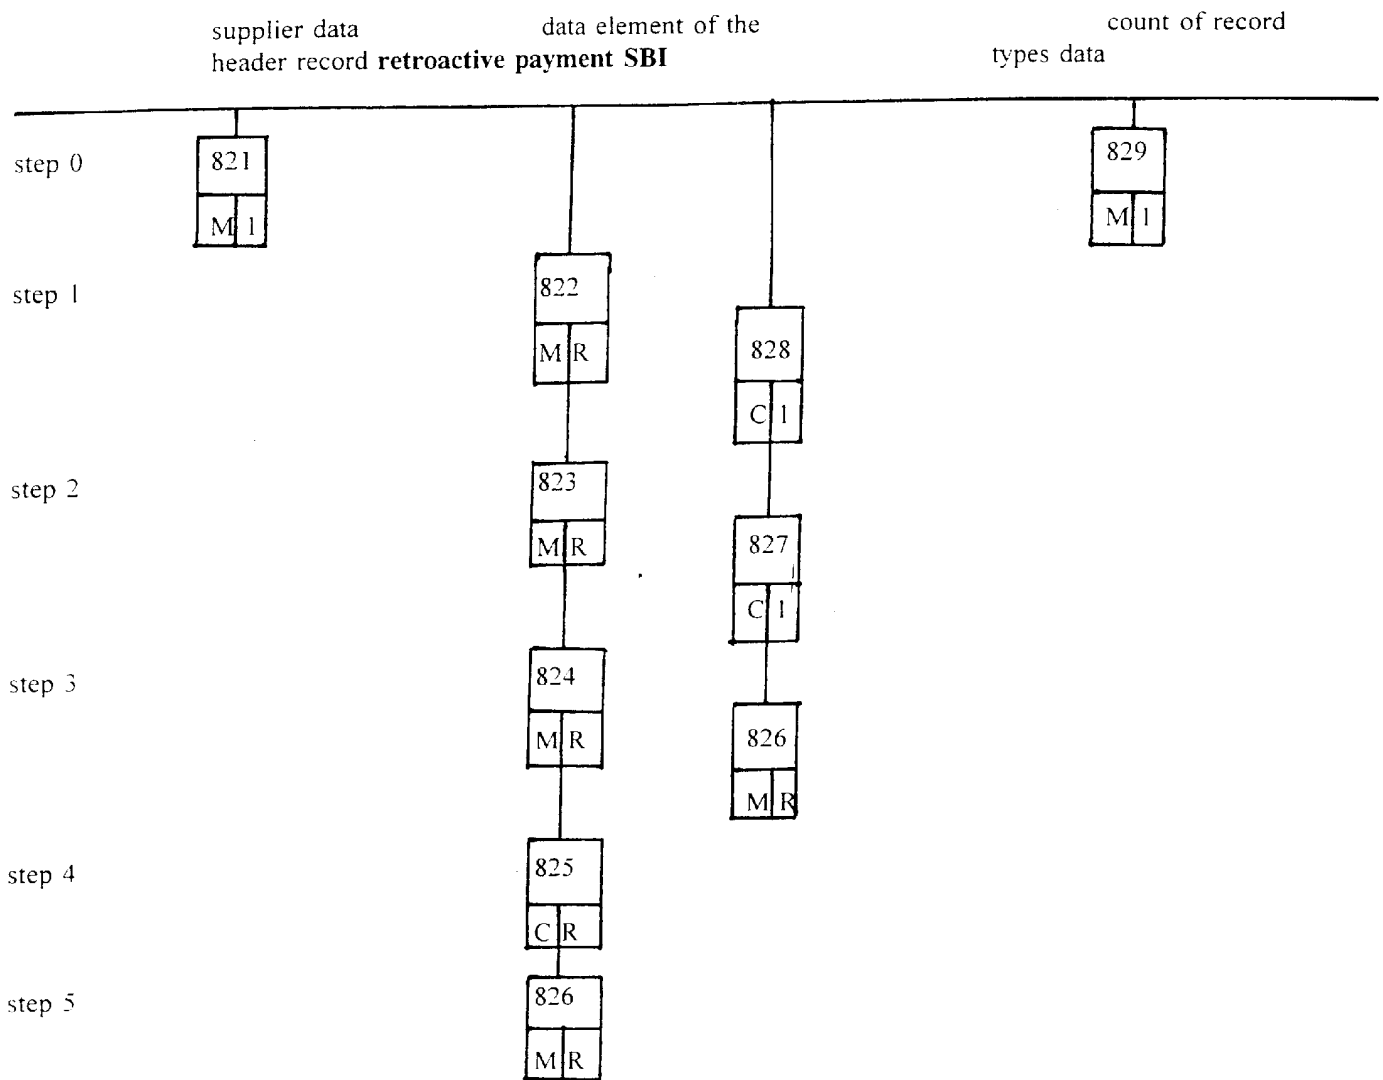 supplier data data element of the count of record
header record retroactive payment SBI types data
step 0 821 829
M 1 M 1
step 1 822
M R 828
C 1
step 2 823
M R 827
C 1
step 3 824
M R 826
M R
step 4 825
C R
step 5 826
M R